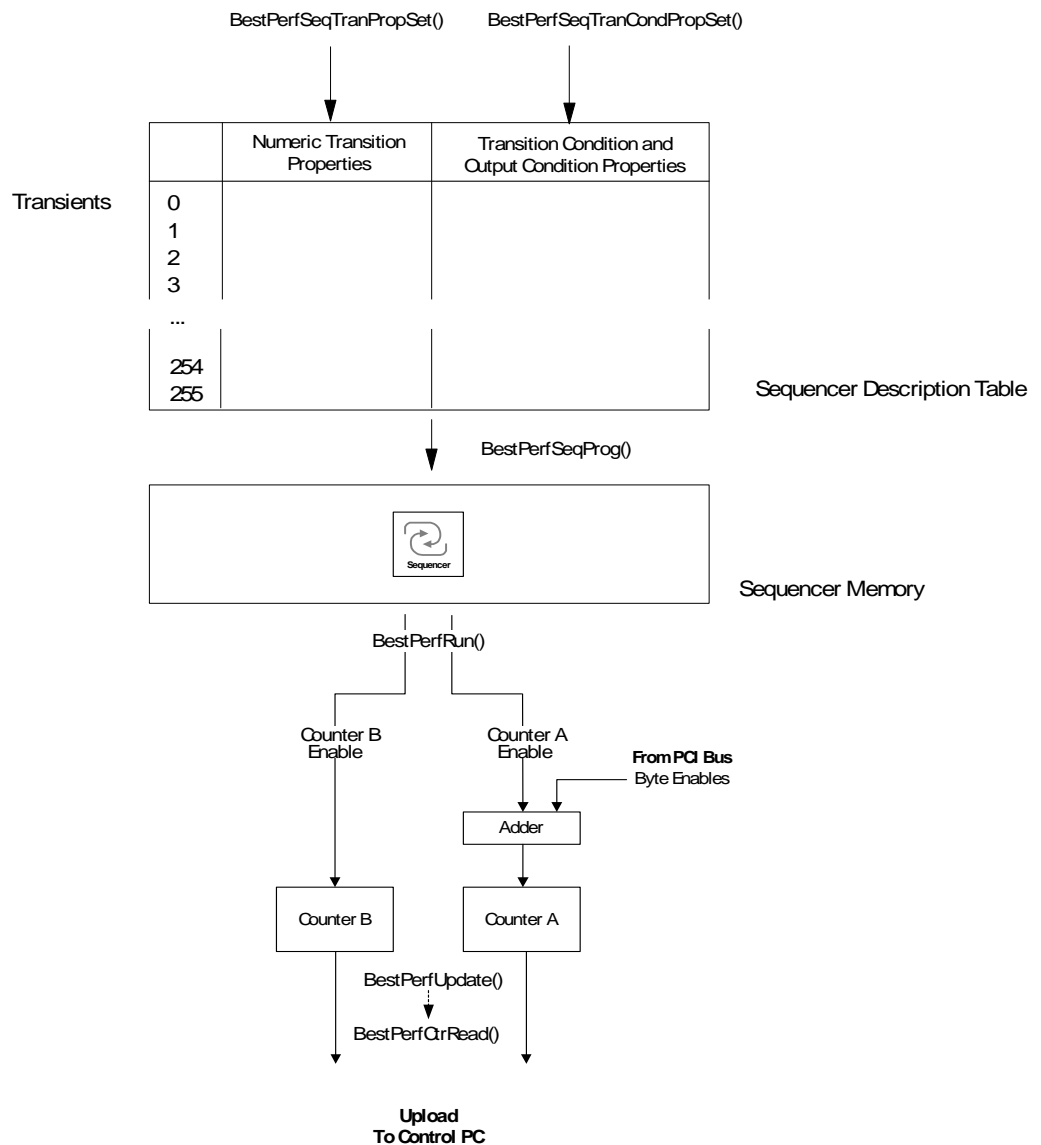 BestPerfSeqTranPropSet() BestPerfSeqTranCondPropSet()
Numeric Transition
Properties
Transition Condition and
Output Condition Properties
Transients
0
1
2
3
...
254
255
Sequencer Description Table
BestPerfSeqProg()
Sequencer
Sequencer Memory
BestPerfRun()
Counter B
Enable
Counter A
Enable
From PCI Bus
Byte Enables
Adder
Counter B
Counter A
BestPerfUpdate()
BestPerfCtrRead()
Upload
To Control PC